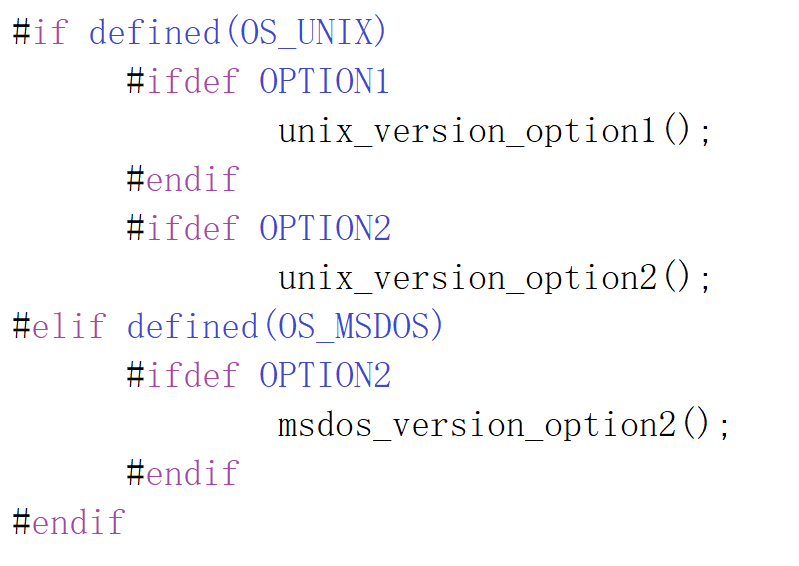 #if defined(OS_UNIX)
#ifdef OPTION1
unix_version_option1();
#endif
#ifdef OPTION2
unix_version_option2();
#elif defined(OS_MSDOS)
#ifdef OPTION2
msdos_version_option2();
#endif
#endif